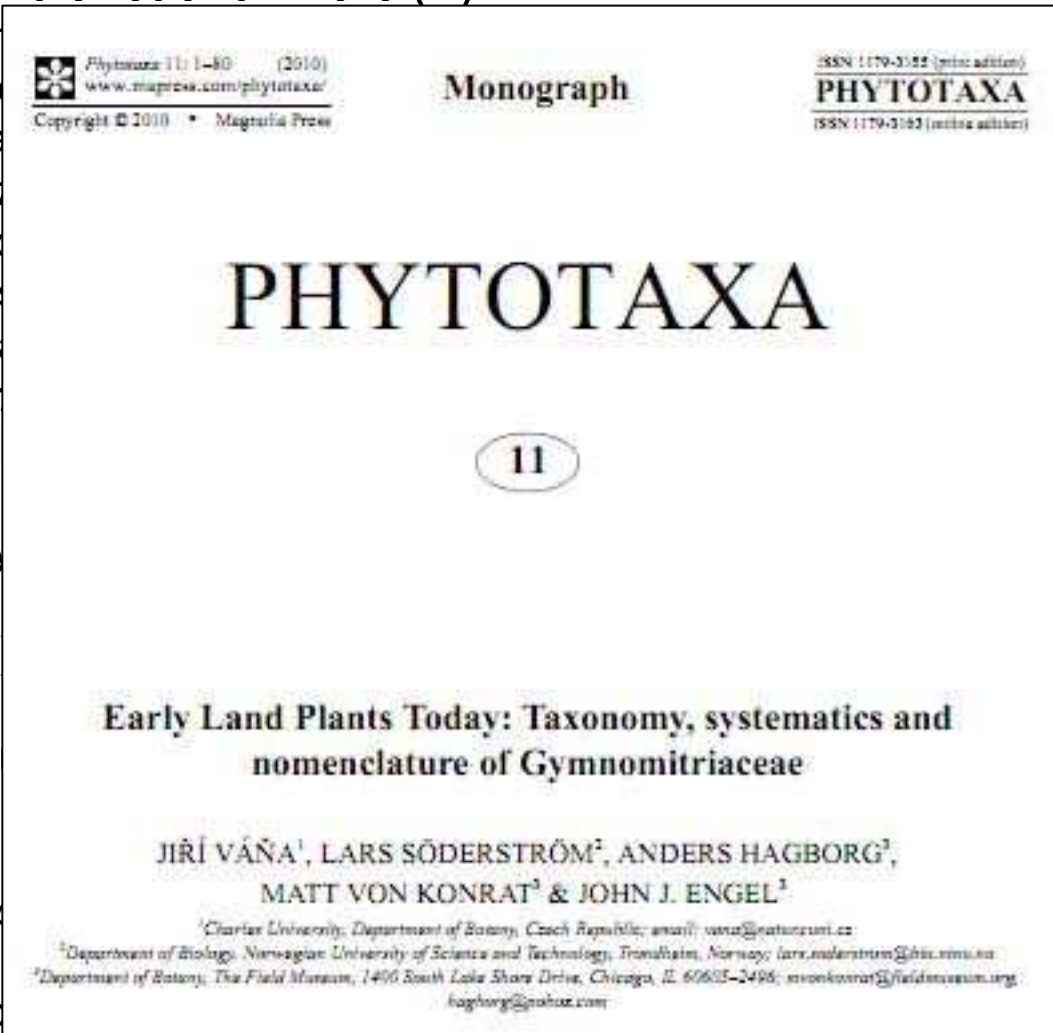 Phytotaxa 11: 1–80 (2010)
www.mapress.com/phytotaxa/
Copyright © 2010 • Magnolia Press
Monograph
ISSN 1179-3155 (print edition)
PHYTOTAXA
ISSN 1179-3163 (online edition)
PHYTOTAXA
11
Early Land Plants Today: Taxonomy, systematics and
nomenclature of Gymnomitriaceae
JIŘÍ VÁŇA¹, LARS SÖDERSTRÖM², ANDERS HAGBORG³,
MATT VON KONRAT³ & JOHN J. ENGEL³
¹Charles University, Department of Botany, Czech Republic; email:
²Department of Biology, Norwegian University of Science and Technology, Trondheim, Norway;
³Department of Botany, The Field Museum, 1400 South Lake Shore Drive, Chicago, IL 60605–2496;